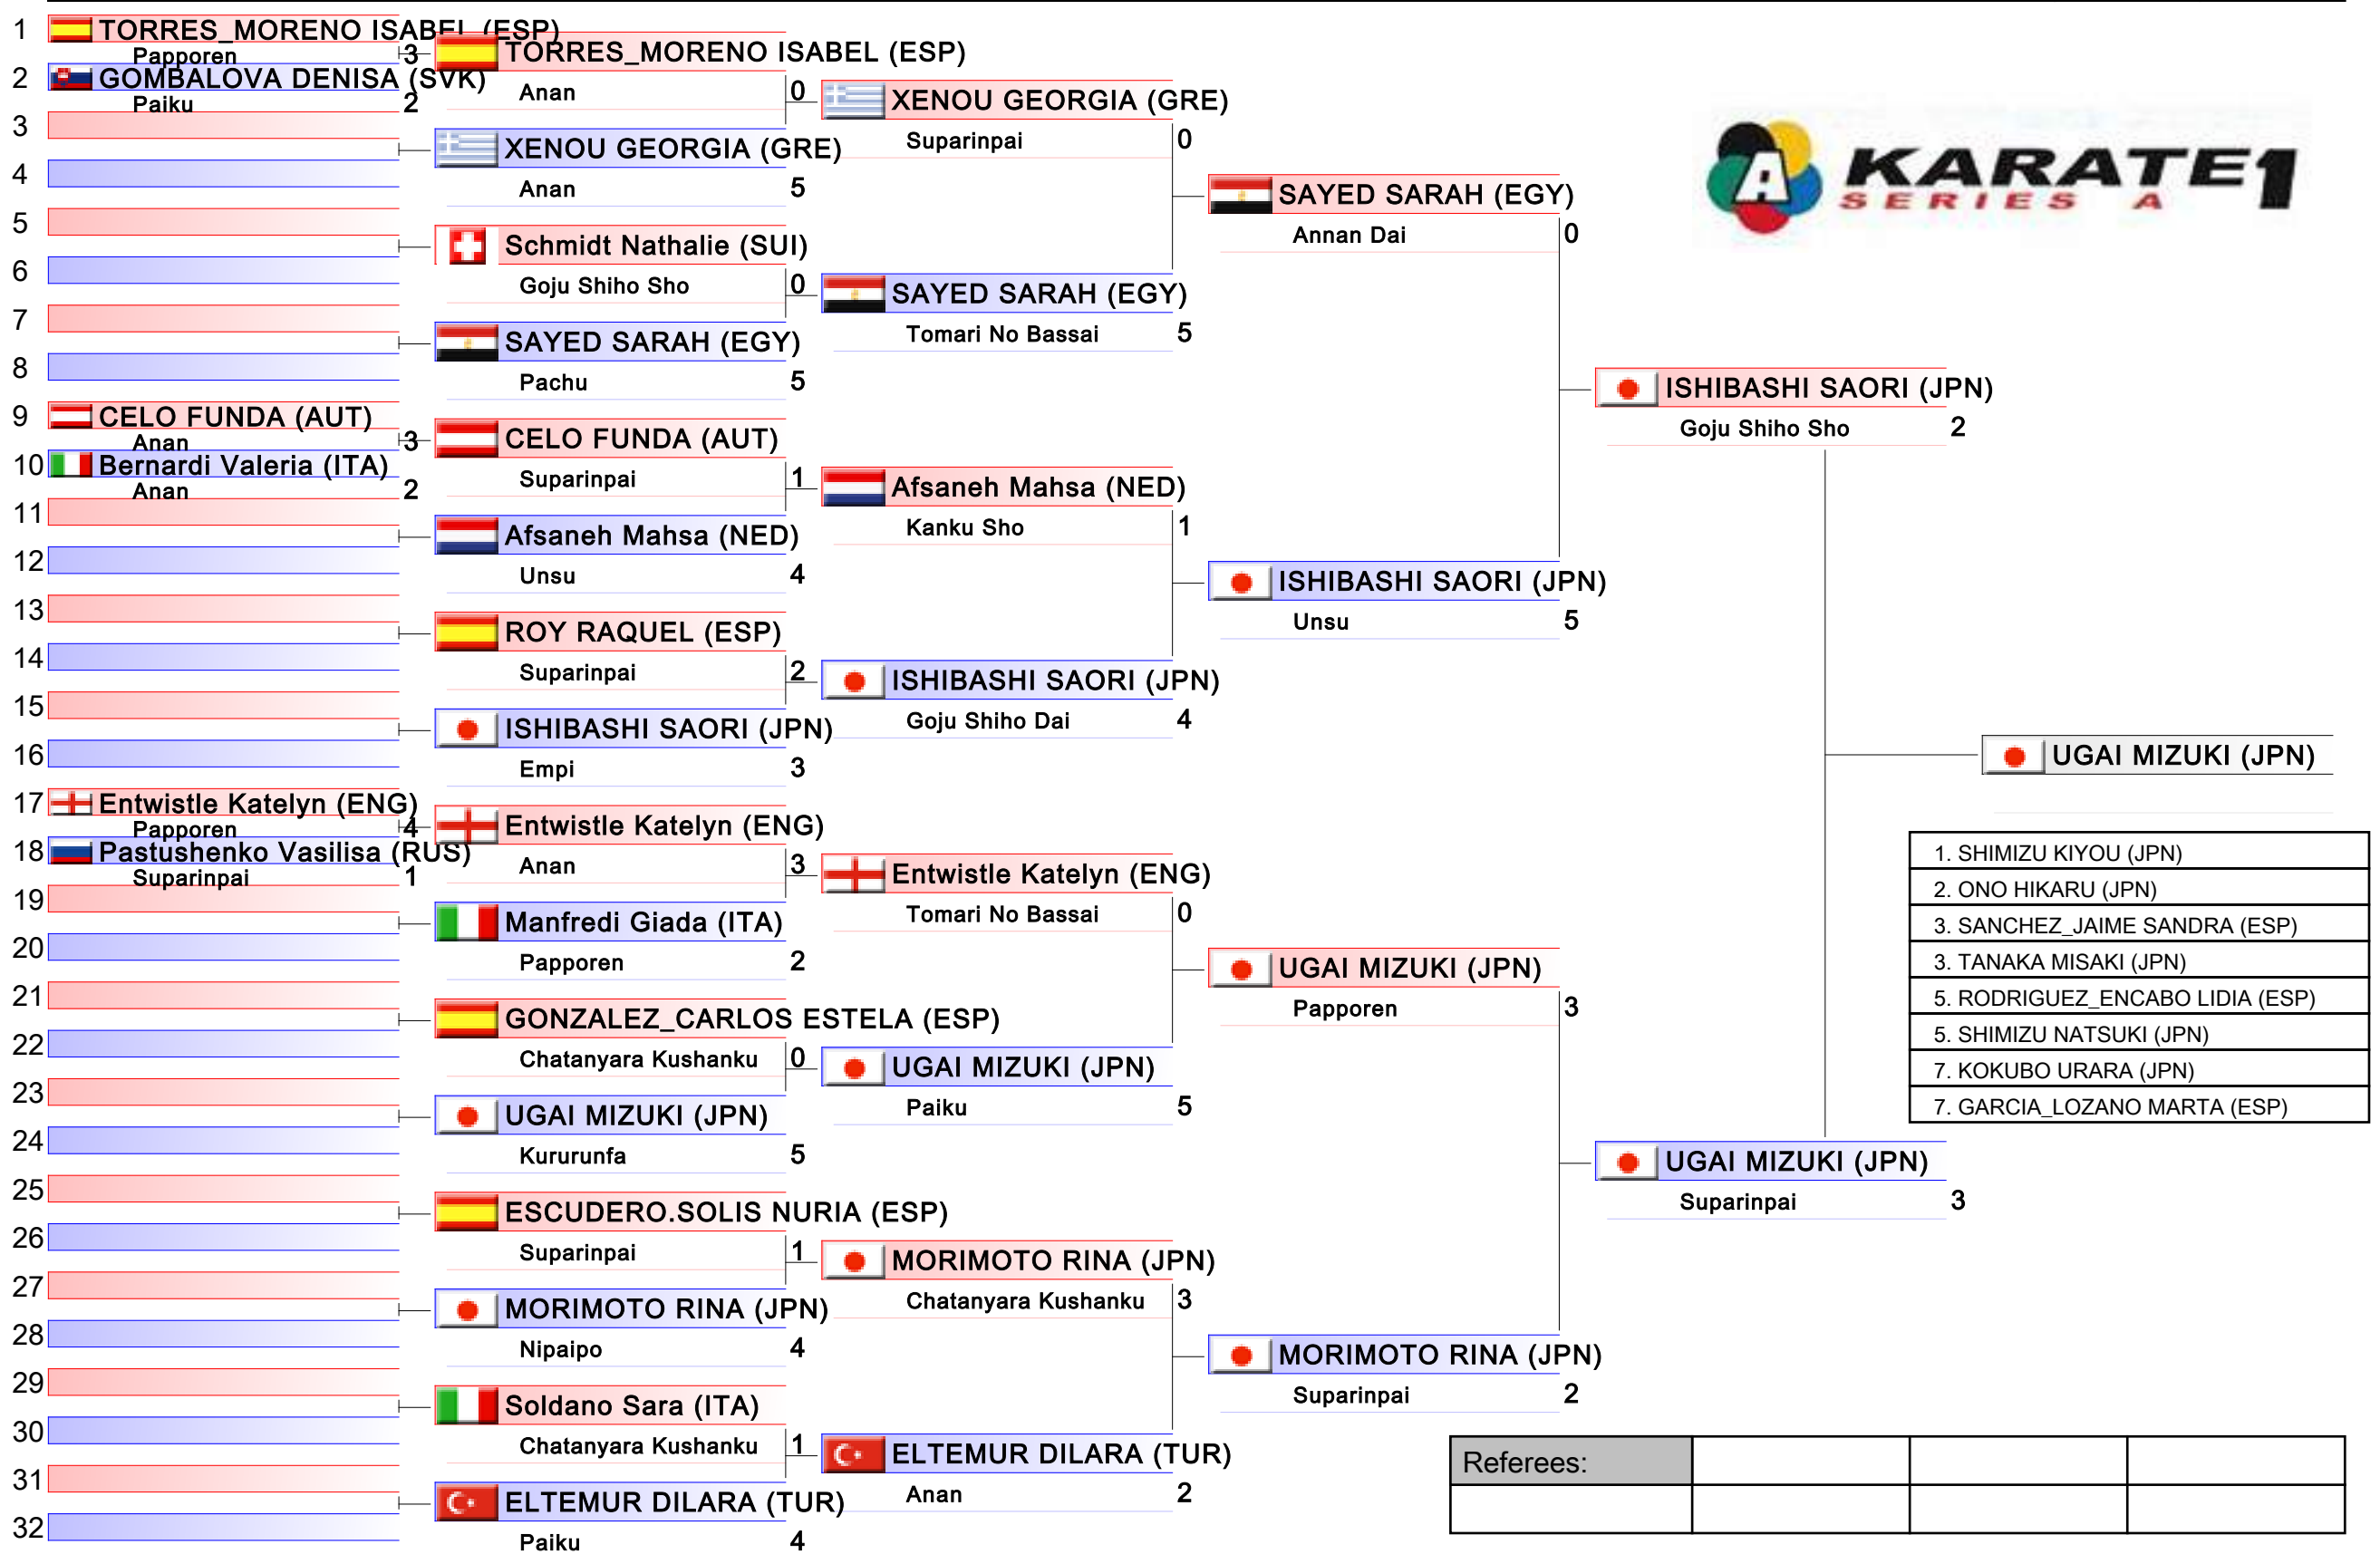 1 TORRES_MORENO ISABEL (ESP)
Papporen 3
2 GOMBALOVA DENISA (SVK)
Paiku 2
3
4
5
6
7
8
9 CELO FUNDA (AUT)
Anan 3
10 Bernardi Valeria (ITA)
Anan 2
11
12
13
14
15
16
17 Entwistle Katelyn (ENG)
Papporen 4
18 Pastushenko Vasilisa (RUS)
Suparinpai 1
19
20
21
22
23
24
25
26
27
28
29
30
31
32
TORRES_MORENO ISABEL (ESP)
Anan 0
XENOU GEORGIA (GRE)
Anan 5
Schmidt Nathalie (SUI)
Goju Shiho Sho 0
SAYED SARAH (EGY)
Pachu 5
CELO FUNDA (AUT)
Suparinpai 1
Afsaneh Mahsa (NED)
Unsu 4
ROY RAQUEL (ESP)
Suparinpai 2
ISHIBASHI SAORI (JPN)
Empi 3
Entwistle Katelyn (ENG)
Anan 3
Manfredi Giada (ITA)
Papporen 2
GONZALEZ_CARLOS ESTELA (ESP)
Chatanyara Kushanku 0
UGAI MIZUKI (JPN)
Kururunfa 5
ESCUDERO.SOLIS NURIA (ESP)
Suparinpai 1
MORIMOTO RINA (JPN)
Nipaipo 4
Soldano Sara (ITA)
Chatanyara Kushanku 1
ELTEMUR DILARA (TUR)
Paiku 4
XENOU GEORGIA (GRE)
Suparinpai 0
SAYED SARAH (EGY)
Tomari No Bassai 5
Afsaneh Mahsa (NED)
Kanku Sho 1
ISHIBASHI SAORI (JPN)
Goju Shiho Dai 4
Entwistle Katelyn (ENG)
Tomari No Bassai 0
UGAI MIZUKI (JPN)
Paiku 5
MORIMOTO RINA (JPN)
Chatanyara Kushanku 3
ELTEMUR DILARA (TUR)
Anan 2
SAYED SARAH (EGY)
Annan Dai 0
ISHIBASHI SAORI (JPN)
Unsu 5
UGAI MIZUKI (JPN)
Papporen 3
MORIMOTO RINA (JPN)
Suparinpai 2
ISHIBASHI SAORI (JPN)
Goju Shiho Sho 2
UGAI MIZUKI (JPN)
Suparinpai 3
UGAI MIZUKI (JPN)
A KARATE1
SERIES A
1. SHIMIZU KIYOU (JPN)
2. ONO HIKARU (JPN)
3. SANCHEZ_JAIME SANDRA (ESP)
3. TANAKA MISAKI (JPN)
5. RODRIGUEZ_ENCABO LIDIA (ESP)
5. SHIMIZU NATSUKI (JPN)
7. KOKUBO URARA (JPN)
7. GARCIA_LOZANO MARTA (ESP)
Referees: